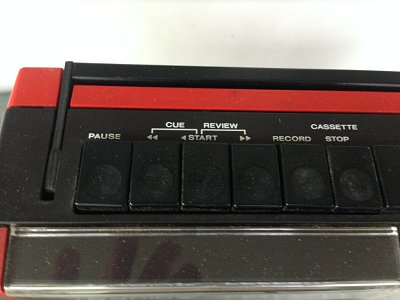 CASSETTE
CUE REVIEW
PAUSE ◀◀ ◀START ▶▶ RECORD STOP